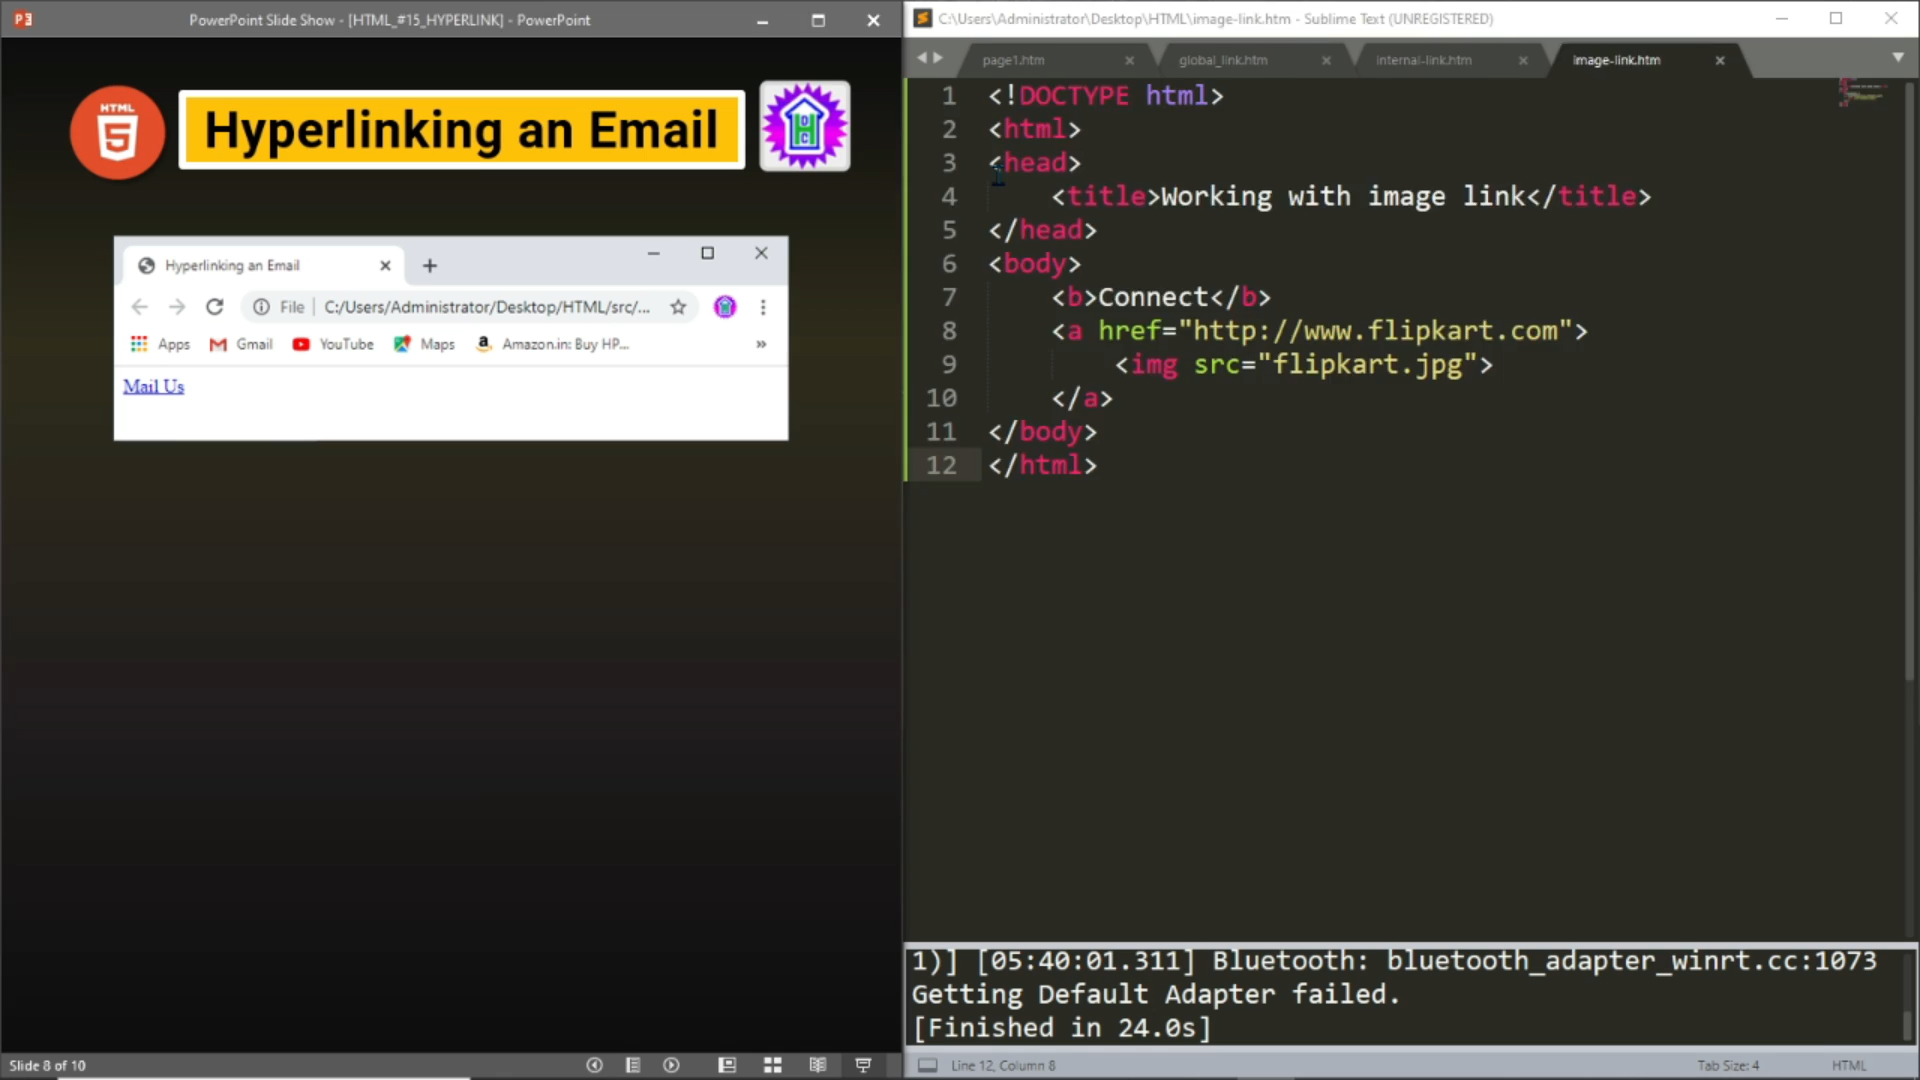 PowerPoint Slide Show - [HTML_#15_HYPERLINK] - PowerPoint
HTML
5
Hyperlinking an Email
Hyperlinking an Email
File
C:/Users/Administrator/Desktop/HTML/src/...
Apps
Gmail
YouTube
Maps
Amazon.in: Buy HP...
»
Mail Us
Slide 8 of 10
C:\Users\Administrator\Desktop\HTML\image-link.htm - Sublime Text (UNREGISTERED)
page1.htm
global_link.htm
internal-link.htm
image-link.htm
1 <!DOCTYPE html>
2 <html>
3 <head>
4 <title>Working with image link</title>
5 </head>
6 <body>
7 <b>Connect</b>
8 <a href="http://www.flipkart.com">
9 <img src="flipkart.jpg">
10 </a>
11 </body>
12 </html>
1)] [05:40:01.311] Bluetooth: bluetooth_adapter_winrt.cc:1073
Getting Default Adapter failed.
[Finished in 24.0s]
Line 12, Column 8
Tab Size: 4
HTML